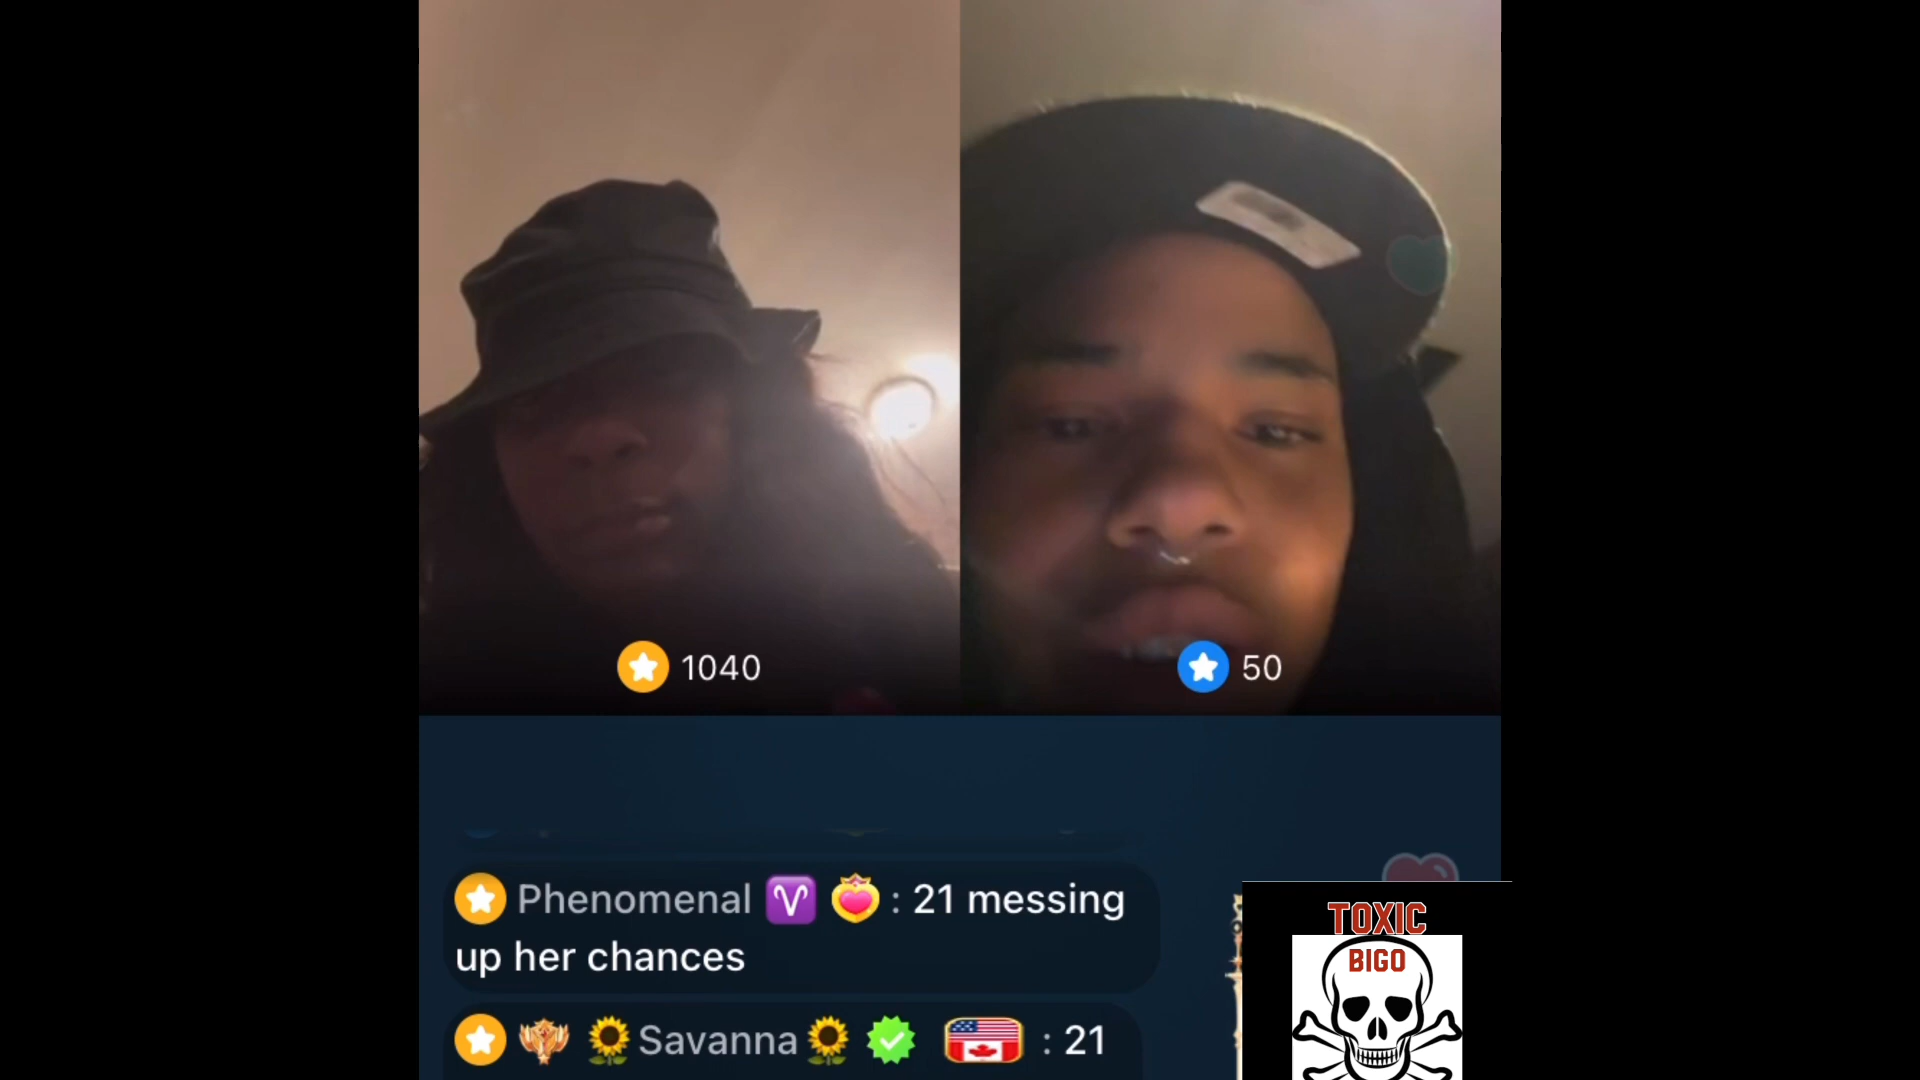 1040
50
Phenomenal ♈ : 21 messing
up her chances
🌻Savanna🌻 : 21
TOXIC
BIGO